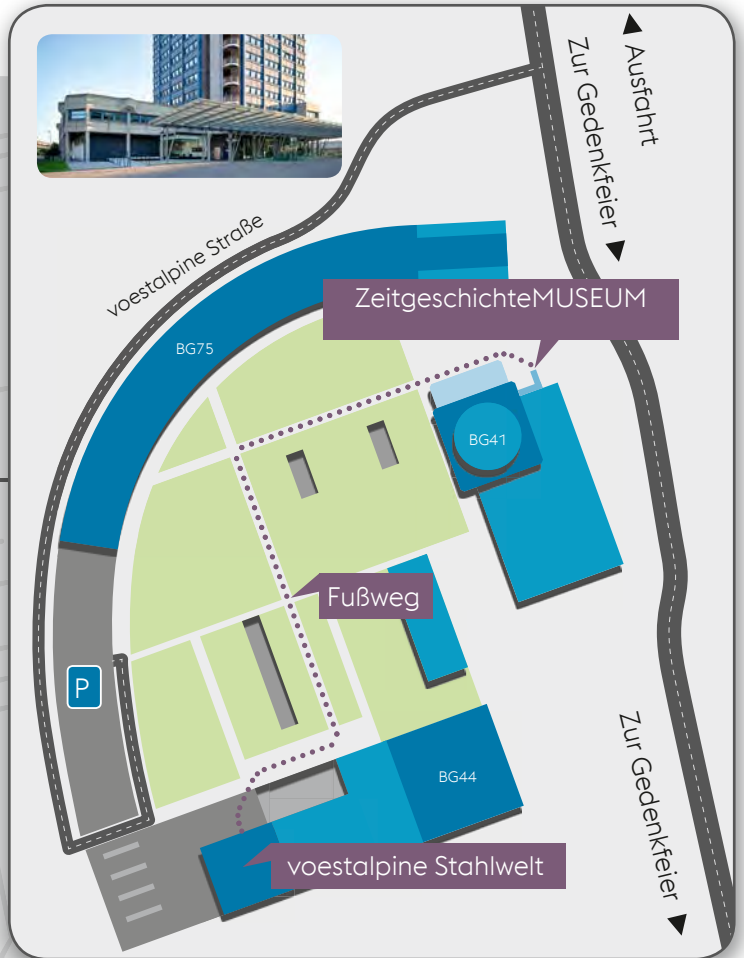 Ausfahrt
Zur Gedenkfeier
voestalpine Straße
ZeitgeschichteMUSEUM
BG75
BG41
Fußweg
P
Zur Gedenkfeier
BG44
voestalpine Stahlwelt